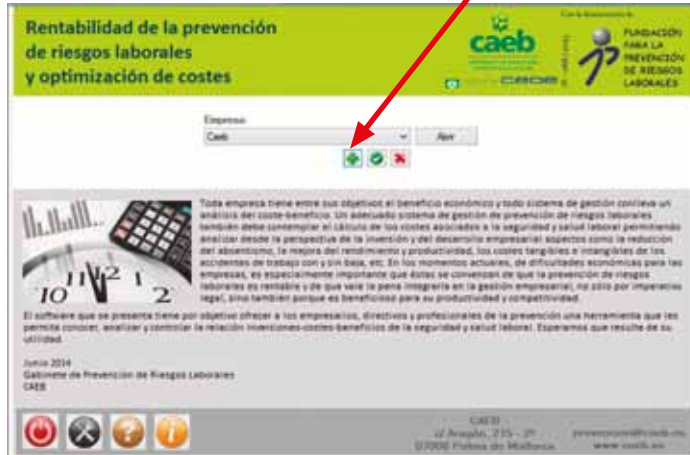 Rentabilidad de la prevención
de riesgos laborales
y optimización de costes
caeb
FUNDACIÓN
PARA LA
PREVENCIÓN
DE RIESGOS
LABORALES
Empresa:
Caeb
Abrir
Toda empresa tiene entre sus objetivos el beneficio económico y todo sistema de gestión conlleva un
análisis del coste-beneficio. Un adecuado sistema de gestión de prevención de riesgos laborales
también debe contemplar el cálculo de los costes asociados a la seguridad y salud laboral permitiendo
analizar desde la perspectiva de la inversión y del desarrollo empresarial aspectos como la reducción
del absentismo, la mejora del rendimiento y productividad, los costes tangibles e intangibles de los
accidentes de trabajo con y sin baja, etc. En los momentos actuales, de dificultades económicas para las
empresas, es especialmente importante que éstas se convenzan de que la prevención de riesgos
laborales es rentable y de que vale la pena integrarla en la gestión empresarial, no sólo por imperativo
legal, sino también porque es beneficioso para su productividad y competitividad.
El software que se presenta tiene por objetivo ofrecer a los empresarios, directivos y profesionales de la prevención una herramienta que les
permita conocer, analizar y controlar la relación inversiones-costes-beneficios de la seguridad y salud laboral. Esperamos que resulte de su
utilidad.
Junio 2014
Gabinete de Prevención de Riesgos Laborales
CAEB
10 11 12 1 2
CAEB
c/ Aragón, 215 - 2º
07008 Palma de Mallorca
www.caeb.es